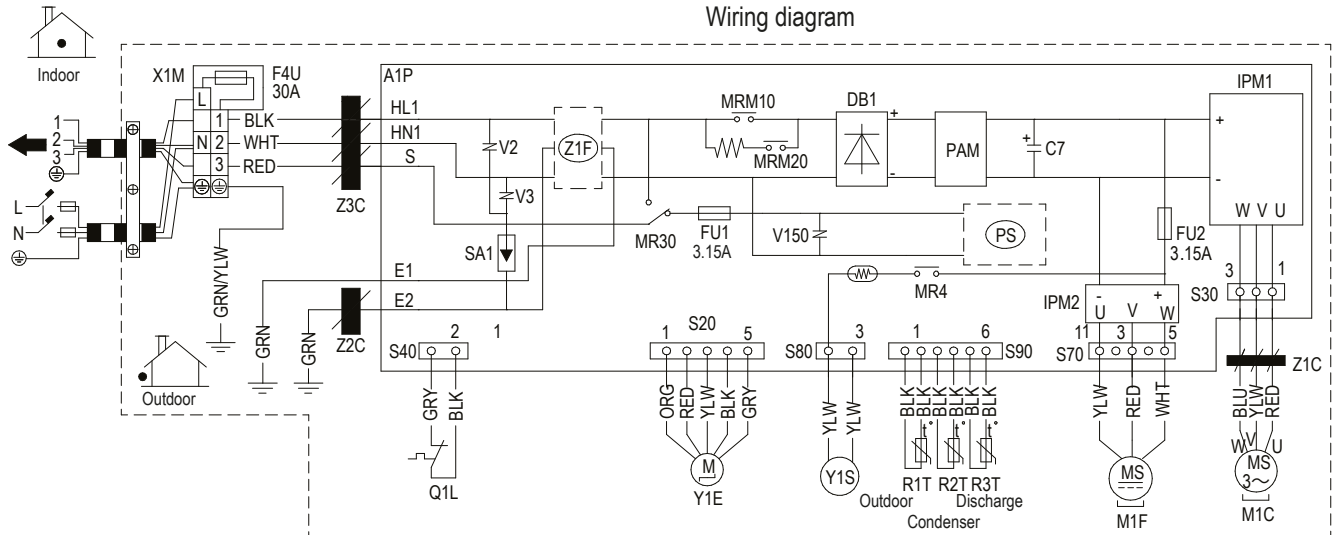 Wiring diagram
Indoor
X1M
F4U
30A
L
1 BLK
N 2 WHT
3 RED
1
2
3
L
N
GRN/YLW
GRN
GRN
Outdoor
Z3C
Z2C
A1P
HL1
HN1
S
E1
E2
V2
V3
SA1
Z1F
MRM10
MRM20
DB1
+
-
PAM
+
C7
IPM1
+
-
W V U
MR30
FU1
3.15A
V150
PS
FU2
3.15A
MR4
IPM2
- +
U V W
3 1
S30
Z1C
S40
2 1
GRY
BLK
Q1L
S20
1 5
ORG
RED
YLW
BLK
GRY
M
Y1E
S80
3
YLW
YLW
Y1S
1 6
S90
BLK
BLK
BLK
BLK
BLK
BLK
t° t° t°
R1T R2T R3T
Outdoor Discharge
Condenser
11 3 5
S70
YLW
RED
WHT
MS
M1F
BLU
YLW
RED
W V U
MS
3~
M1C